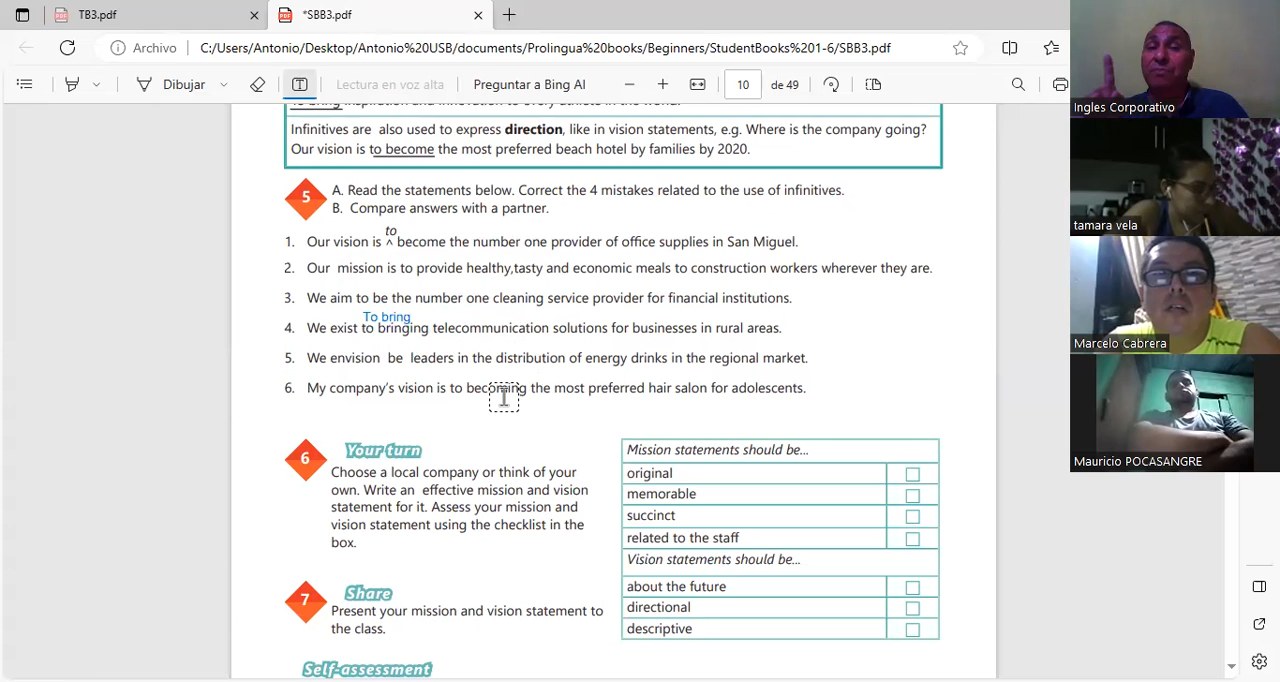 TB3.pdf
*SBB3.pdf
Archivo
C:/Users/Antonio/Desktop/Antonio%20USB/documents/Prolingua%20books/Beginners/StudentBooks%201-6/SBB3.pdf
Dibujar
Lectura en voz alta
Preguntar a Bing AI
10
de 49
Ingles Corporativo
tamara vela
Marcelo Cabrera
Mauricio POCASANGRE
To bring inspiration and innovation to every athlete in the world.
Infinitives are also used to express direction, like in vision statements, e.g. Where is the company going?
Our vision is to become the most preferred beach hotel by families by 2020.
5
A. Read the statements below. Correct the 4 mistakes related to the use of infinitives.
B. Compare answers with a partner.
to
1. Our vision is ^ become the number one provider of office supplies in San Miguel.
2. Our mission is to provide healthy,tasty and economic meals to construction workers wherever they are.
3. We aim to be the number one cleaning service provider for financial institutions.
To bring
4. We exist to bringing telecommunication solutions for businesses in rural areas.
5. We envision be leaders in the distribution of energy drinks in the regional market.
6. My company's vision is to becoming the most preferred hair salon for adolescents.
6
Your turn
Choose a local company or think of your
own. Write an effective mission and vision
statement for it. Assess your mission and
vision statement using the checklist in the
box.
7
Share
Present your mission and vision statement to
the class.
Mission statements should be...
original
memorable
succinct
related to the staff
Vision statements should be...
about the future
directional
descriptive
Self-assessment